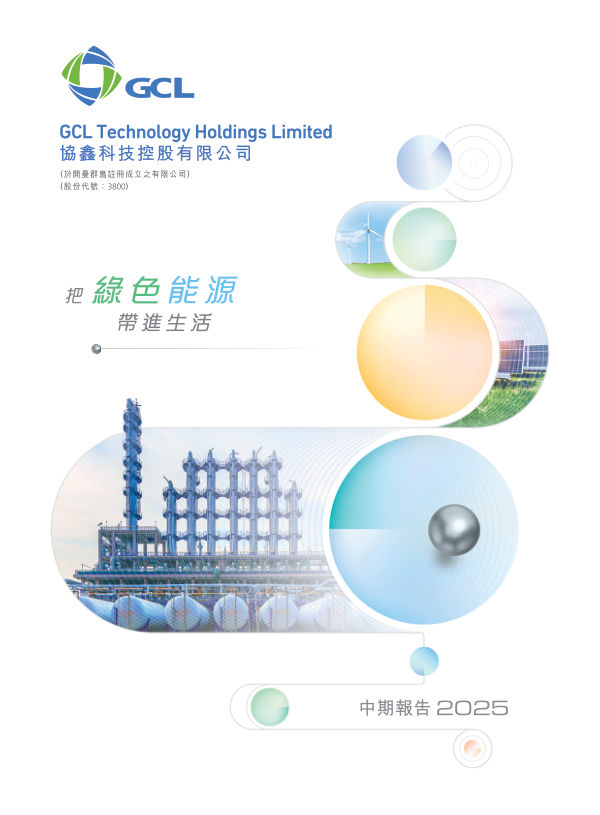 GCL
GCL Technology Holdings Limited
協鑫科技控股有限公司
(於開曼群島註冊成立之有限公司)
(股份代號：3800)
把 綠色能源
帶進生活
中期報告 2025